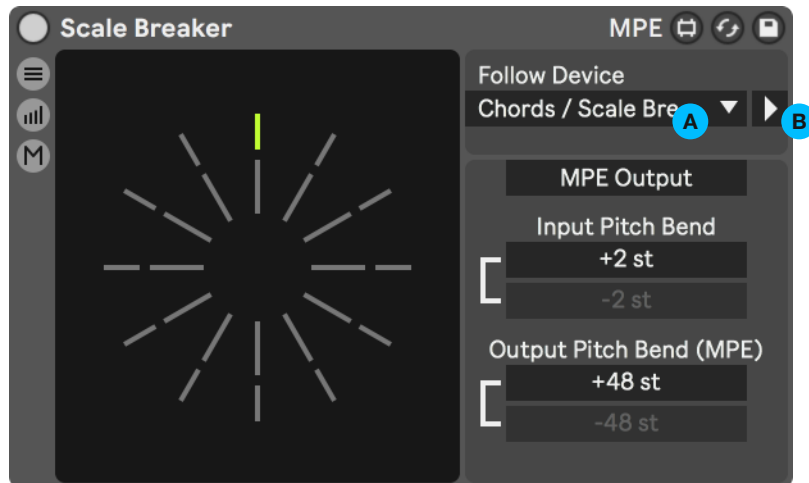 Scale Breaker
MPE
M
Follow Device
Chords / Scale Bre
A
B
MPE Output
Input Pitch Bend
+2 st
-2 st
Output Pitch Bend (MPE)
+48 st
-48 st